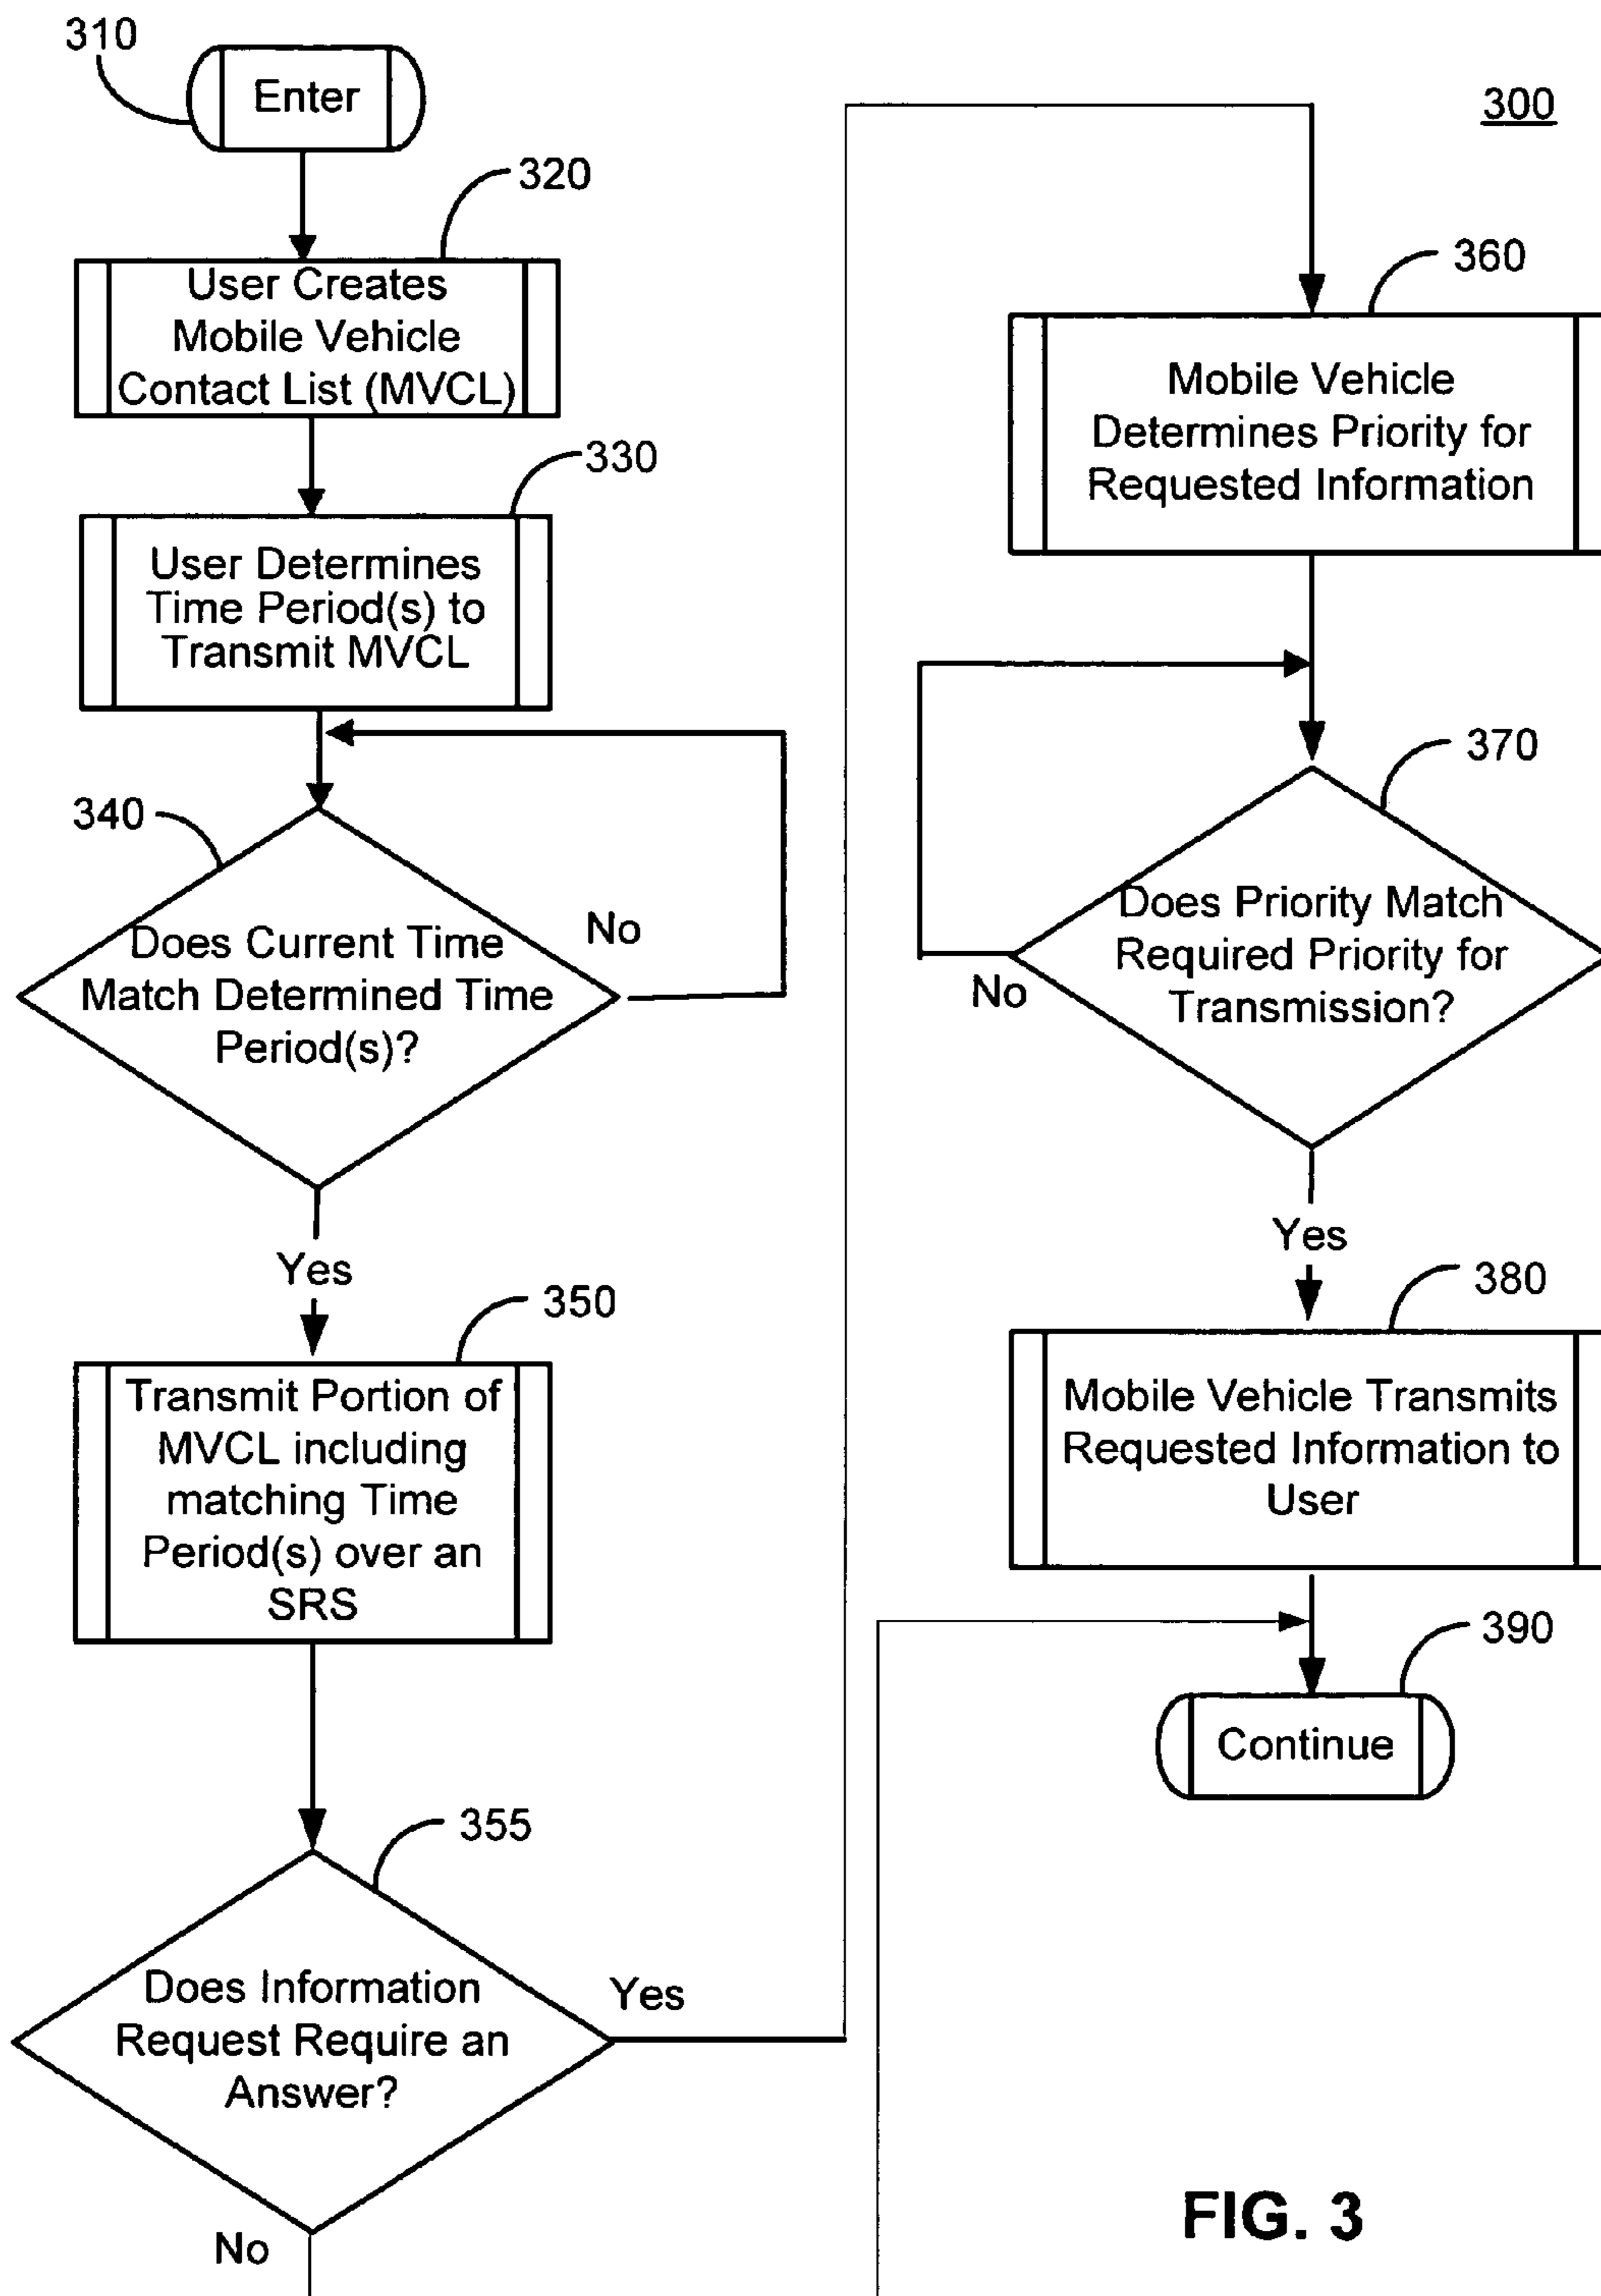 310
Enter
320
User Creates
Mobile Vehicle
Contact List (MVCL)
330
User Determines
Time Period(s) to
Transmit MVCL
340
Does Current Time
Match Determined Time
Period(s)?
No
Yes
350
Transmit Portion of
MVCL including
matching Time
Period(s) over an
SRS
355
Does Information
Request Require an
Answer?
Yes
No
300
360
Mobile Vehicle
Determines Priority for
Requested Information
370
Does Priority Match
Required Priority for
Transmission?
No
Yes
380
Mobile Vehicle Transmits
Requested Information to
User
390
Continue
FIG. 3